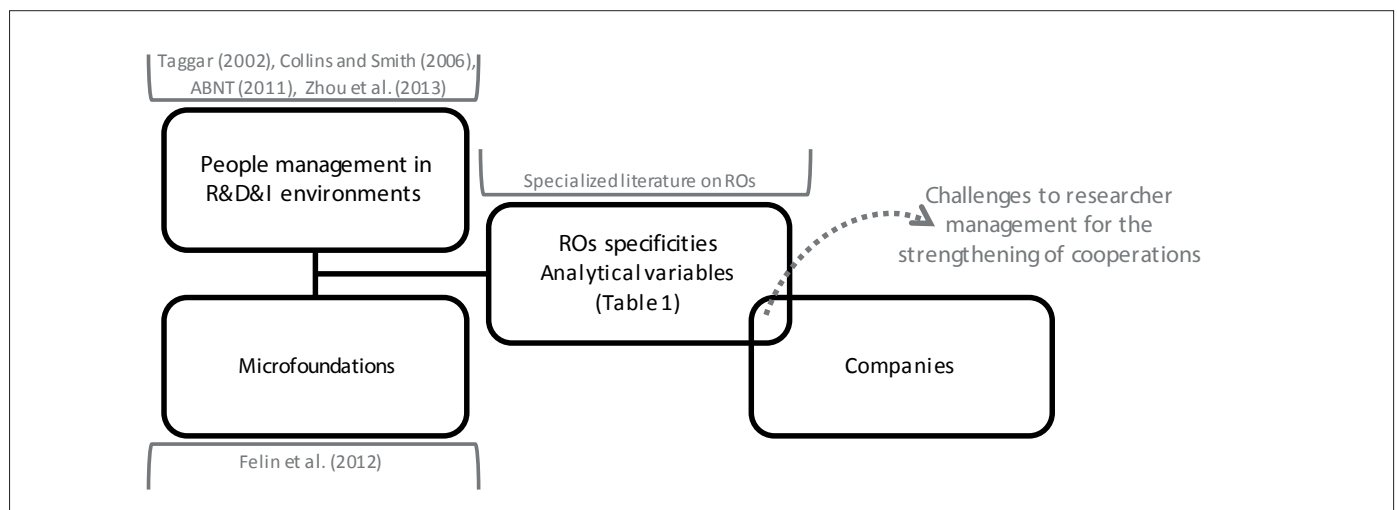 Taggar (2002), Collins and Smith (2006),
ABNT (2011), Zhou et al. (2013)
People management in
R&D&I environments
Specialized literature on ROs
ROs specificities
Analytical variables
(Table 1)
Challenges to researcher
management for the
strengthening of cooperations
Microfoundations
Companies
Felin et al. (2012)